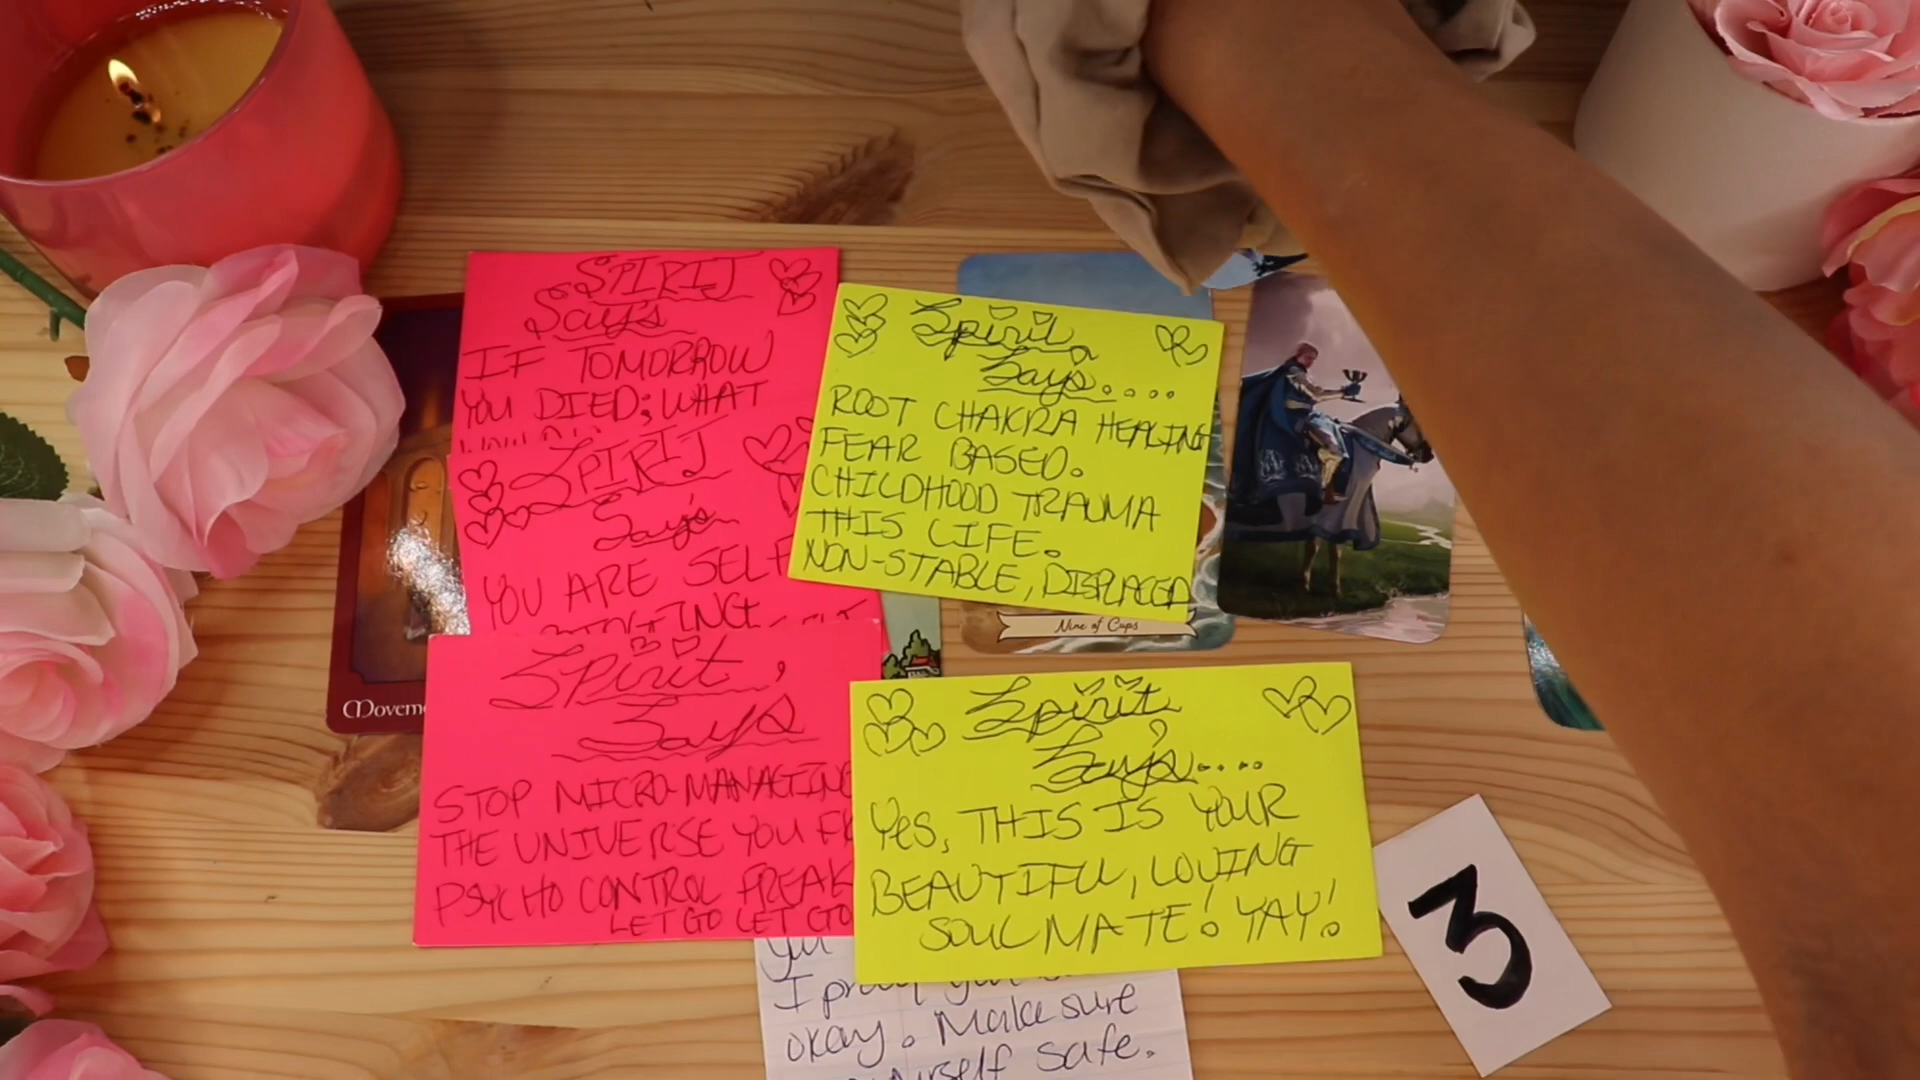 SPIRIT
Says
IF TOMORROW
YOU DIED; WHAT
SPIRIT
Says
YOU ARE SELF
Spirit
Says
STOP MICRO-MANAGING
THE UNIVERSE YOU
PSYCHO CONTROL FREAK
LET GO LET GO
Spirit
Says....
ROOT CHAKRA HEALING
FEAR BASED.
CHILDHOOD TRAUMA
THIS LIFE.
NON-STABLE, DISPLACED
Nine of Cups
Spirit
Says....
YES, THIS IS YOUR
BEAUTIFUL, LOVING
SOULMATE! YAY!
I
okay. Make sure
safe.
3